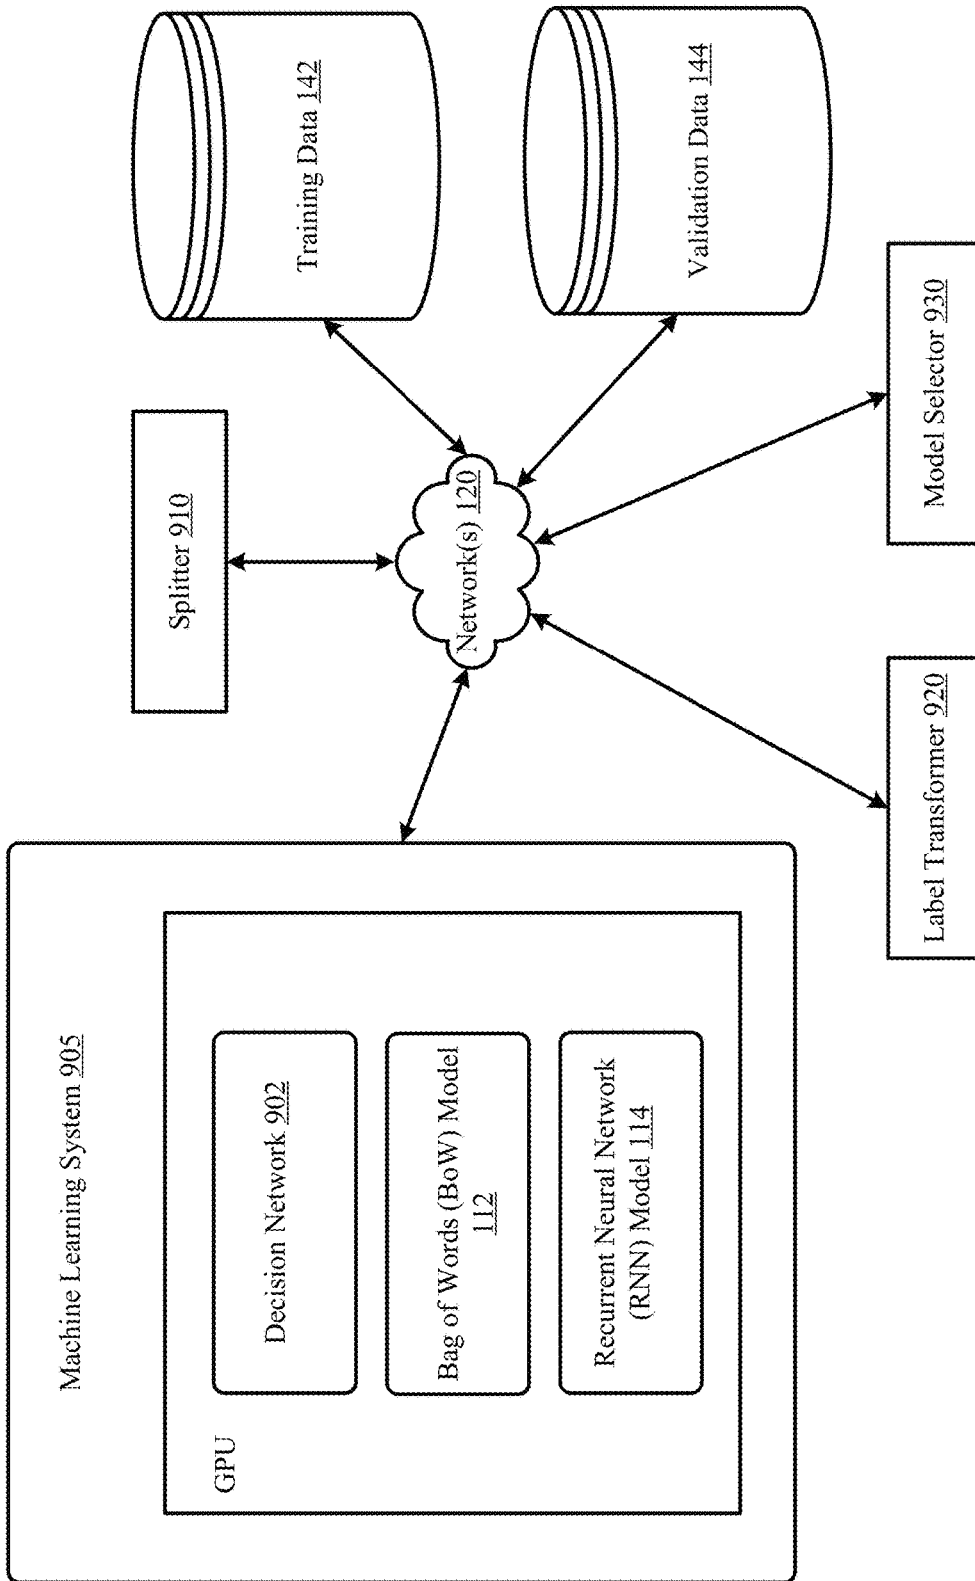 Machine Learning System 905
GPU
Decision Network 902
Bag of Words (BoW) Model
112
Recurrent Neural Network
(RNN) Model 114
Splitter 910
Network(s) 120
Training Data 142
Validation Data 144
Label Transformer 920
Model Selector 930